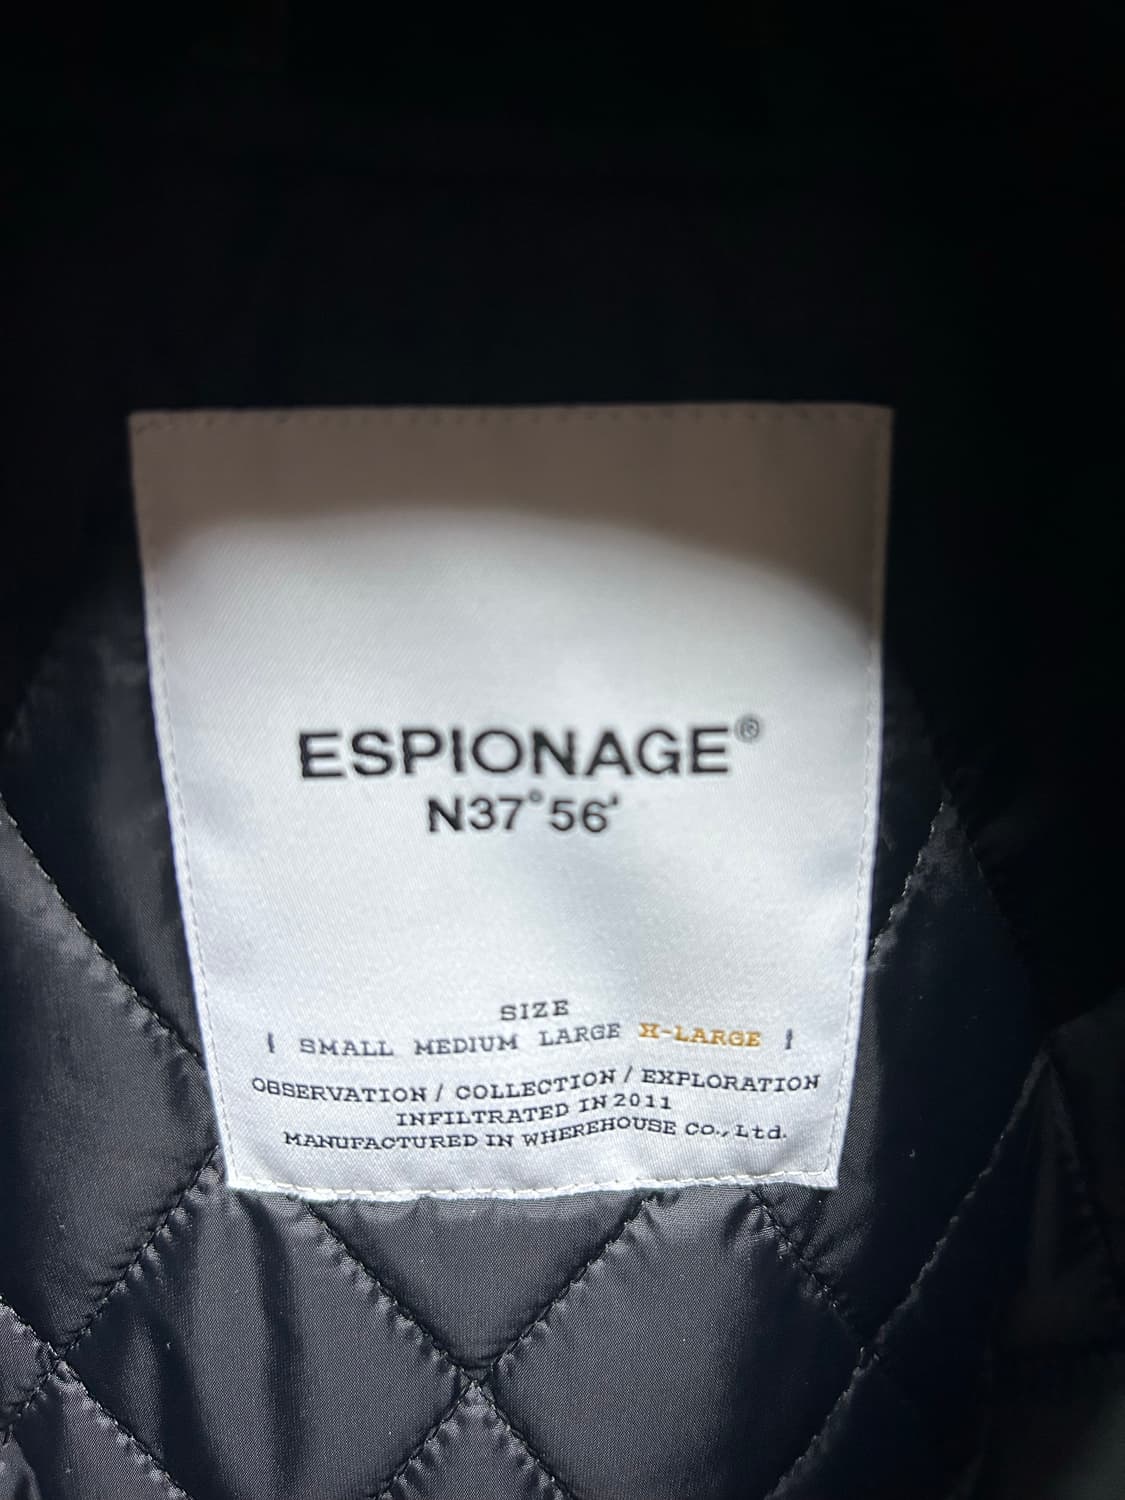 ESPIONAGE®
N37°56'
SIZE
[ SMALL MEDIUM LARGE X-LARGE ]
OBSERVATION / COLLECTION / EXPLORATION
INFILTRATED IN 2011
MANUFACTURED IN WHEREHOUSE CO., Ltd.